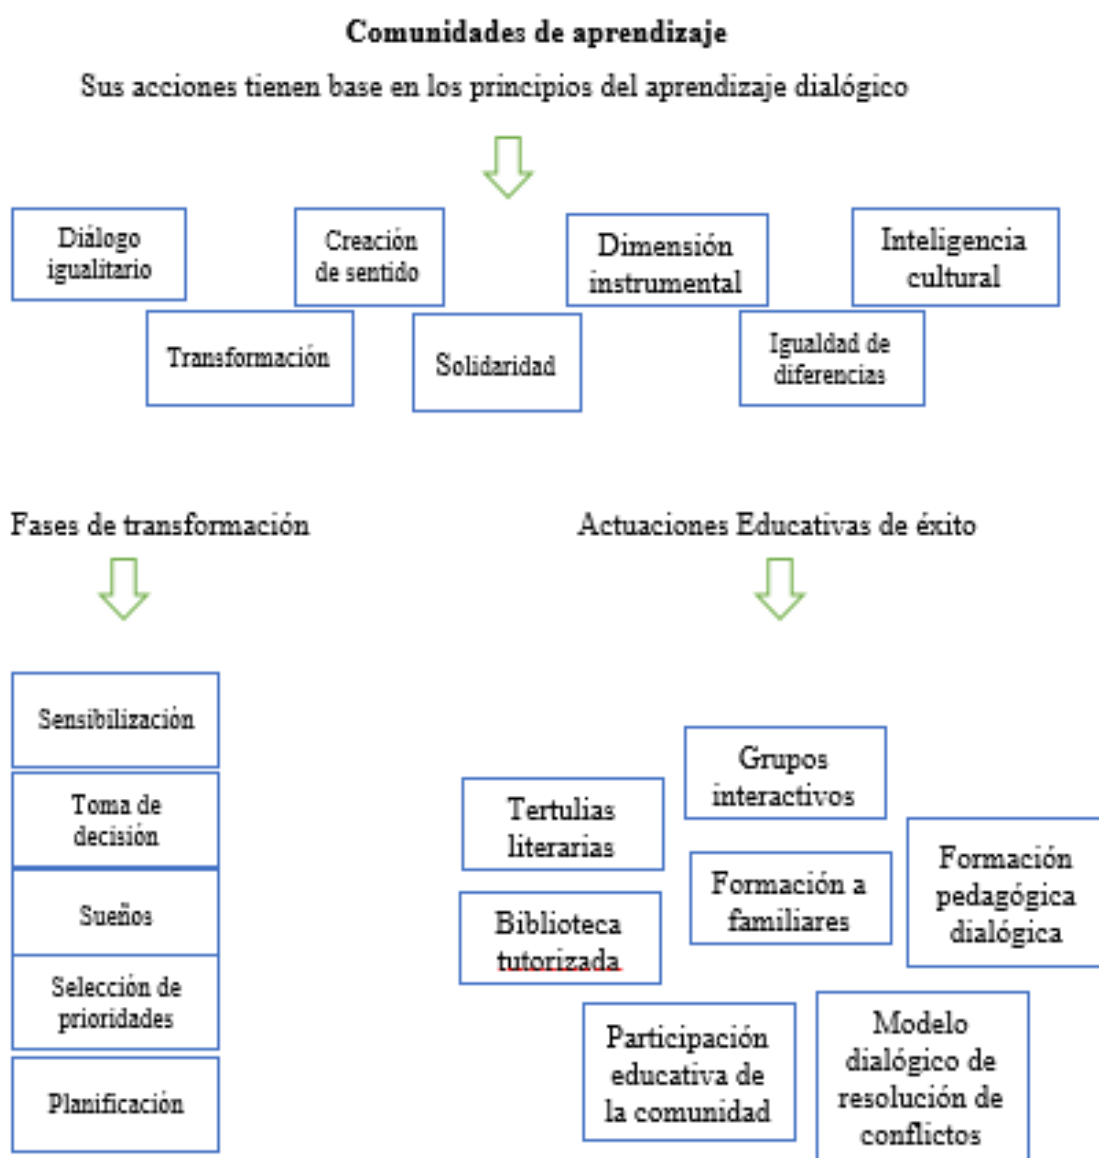 Comunidades de aprendizaje
Sus acciones tienen base en los principios del aprendizaje dialógico
Diálogo
igualitario
Creación
de sentido
Dimensión
instrumental
Inteligencia
cultural
Transformación
Solidaridad
Igualdad de
diferencias
Fases de transformación
Actuaciones Educativas de éxito
Sensibilización
Toma de
decisión
Sueños
Selección de
prioridades
Planificación
Grupos
interactivos
Tertulias
literarias
Formación a
familiares
Formación
pedagógica
dialógica
Biblioteca
tutorizada
Participación
educativa de
la comunidad
Modelo
dialógico de
resolución de
conflictos